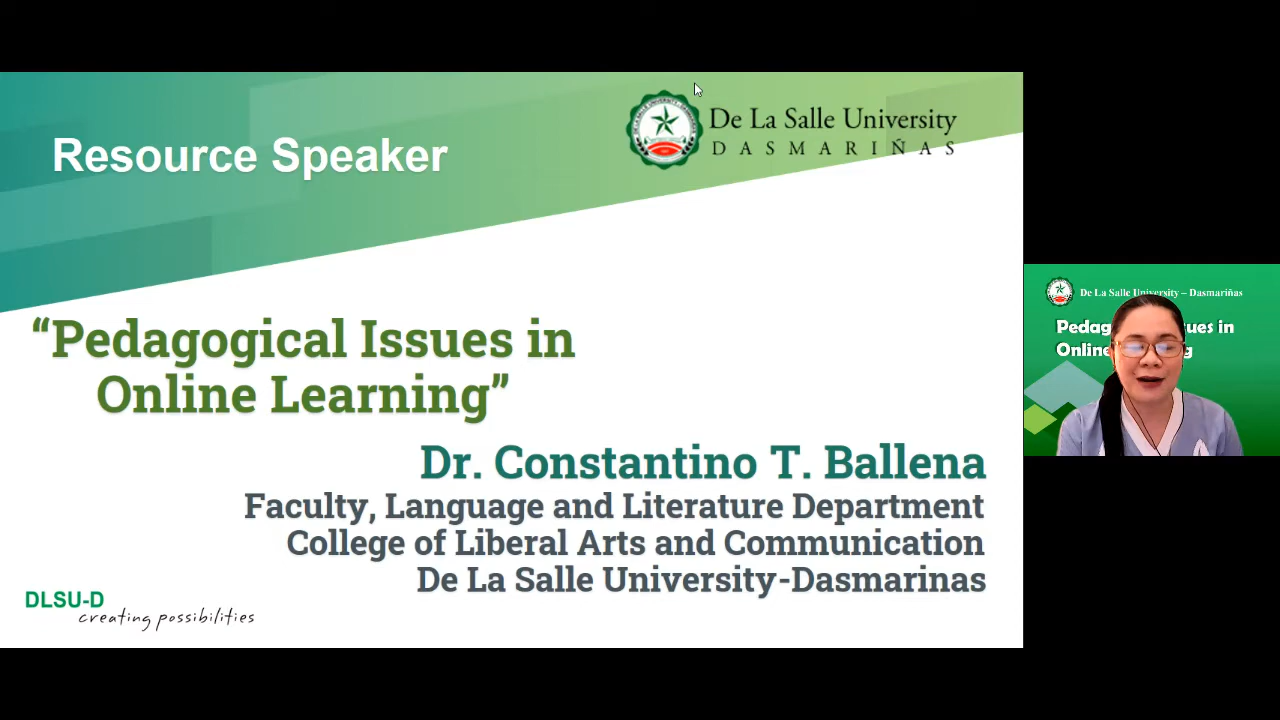 Resource Speaker
De La Salle University
DASMARIÑAS
“Pedagogical Issues in
Online Learning”
Dr. Constantino T. Ballena
Faculty, Language and Literature Department
College of Liberal Arts and Communication
De La Salle University-Dasmarinas
DLSU-D
creating possibilities
De La Salle University – Dasmariñas
in
Online